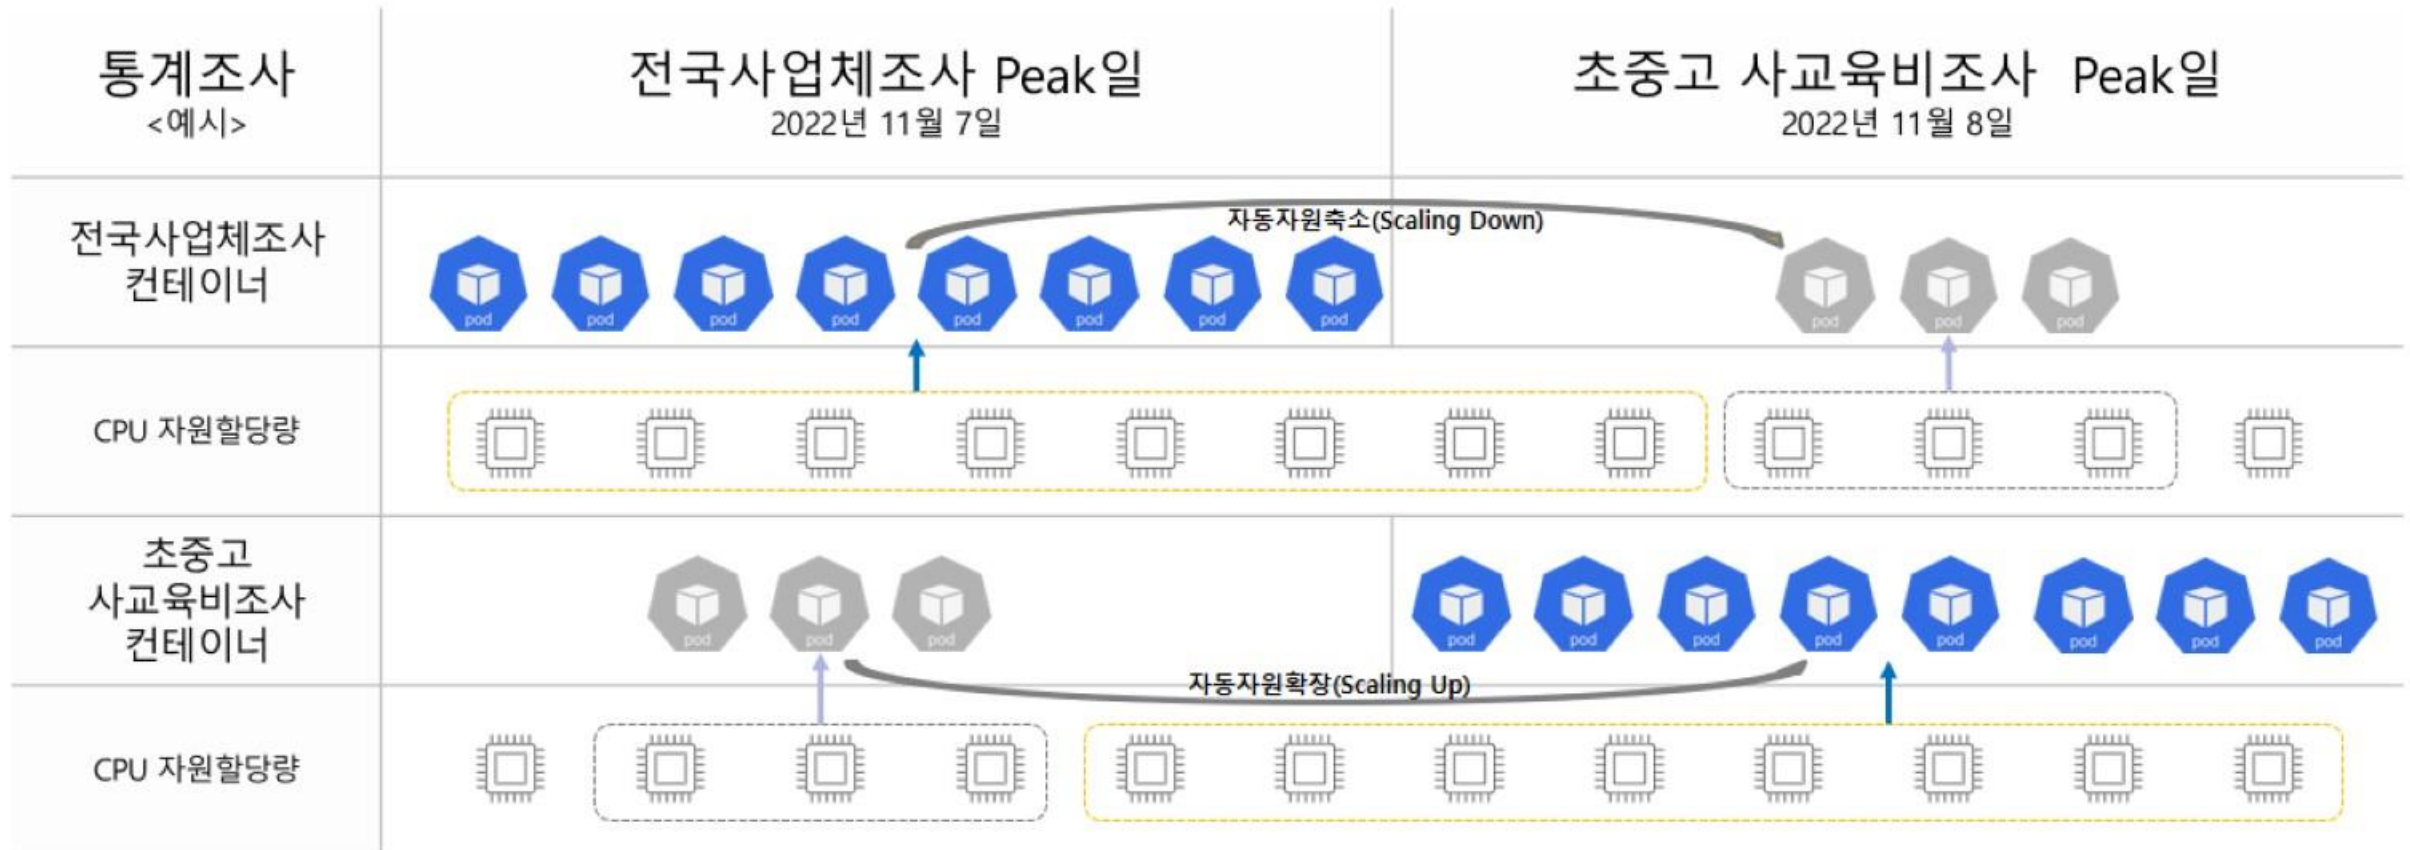 통계조사
<예시>
전국사업체조사 Peak일
2022년 11월 7일
초중고 사교육비조사 Peak일
2022년 11월 8일
전국사업체조사
컨테이너
자동자원축소(Scaling Down)
pod
pod
pod
pod
pod
pod
pod
pod
pod
pod
pod
CPU 자원할당량
초중고
사교육비조사
컨테이너
pod
pod
pod
pod
pod
pod
pod
pod
pod
pod
pod
자동자원확장(Scaling Up)
CPU 자원할당량